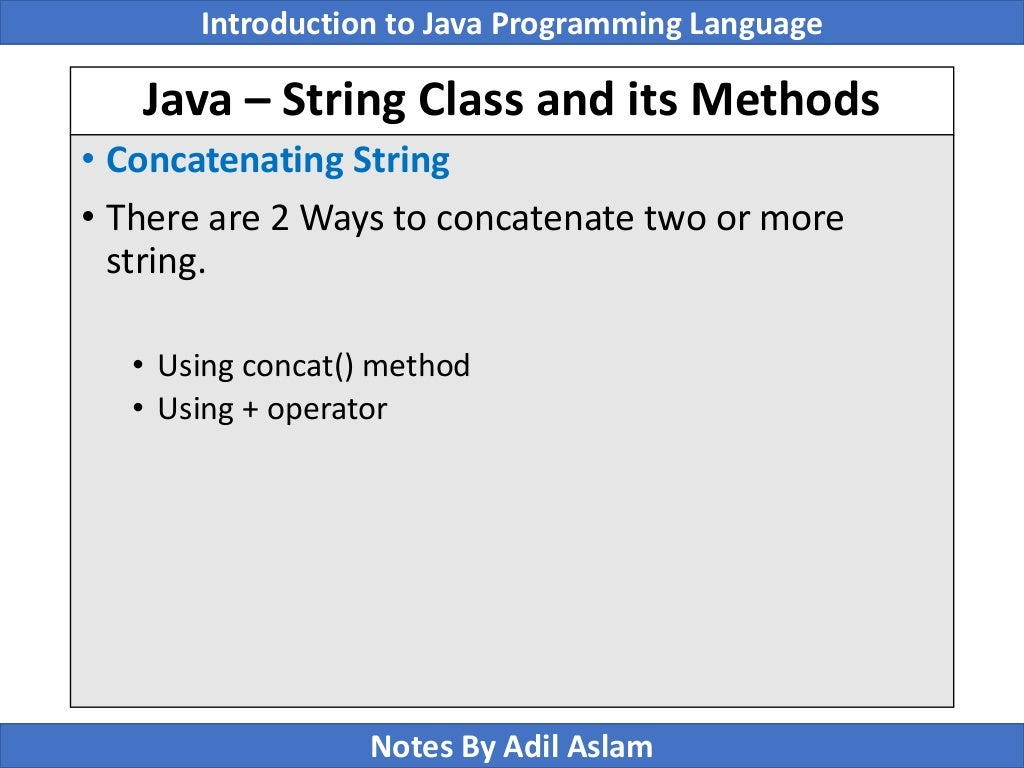 Introduction to Java Programming Language
Java – String Class and its Methods
• Concatenating String
• There are 2 Ways to concatenate two or more
string.
• Using concat() method
• Using + operator
Notes By Adil Aslam